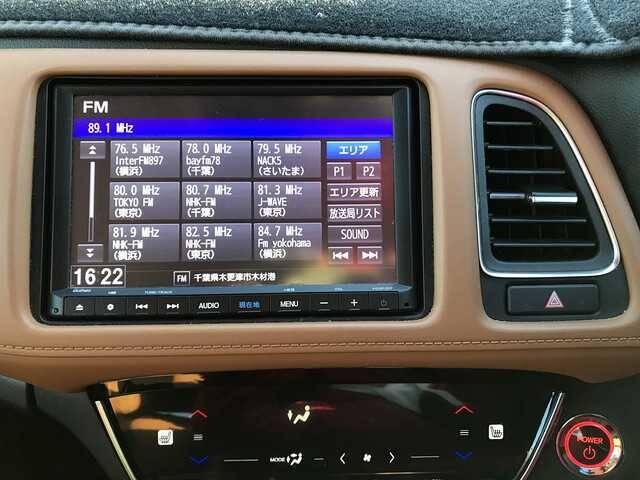 FM
89.1 MHz
76.5 MHz
InterFM897
(横浜)
78.0 MHz
bayfm78
(千葉)
79.5 MHz
NACK5
(さいたま)
エリア
P1 P2
80.0 MHz
TOKYO FM
(東京)
80.7 MHz
NHK-FM
(千葉)
81.3 MHz
J-WAVE
(東京)
エリア更新
放送局リスト
81.9 MHz
NHK-FM
(横浜)
82.5 MHz
NHK-FM
(東京)
84.7 MHz
Fm yokohama
(横浜)
SOUND
16:22
FM 千葉県木更津市木材港
AUDIO 現在地 MENU
MODE
POWER